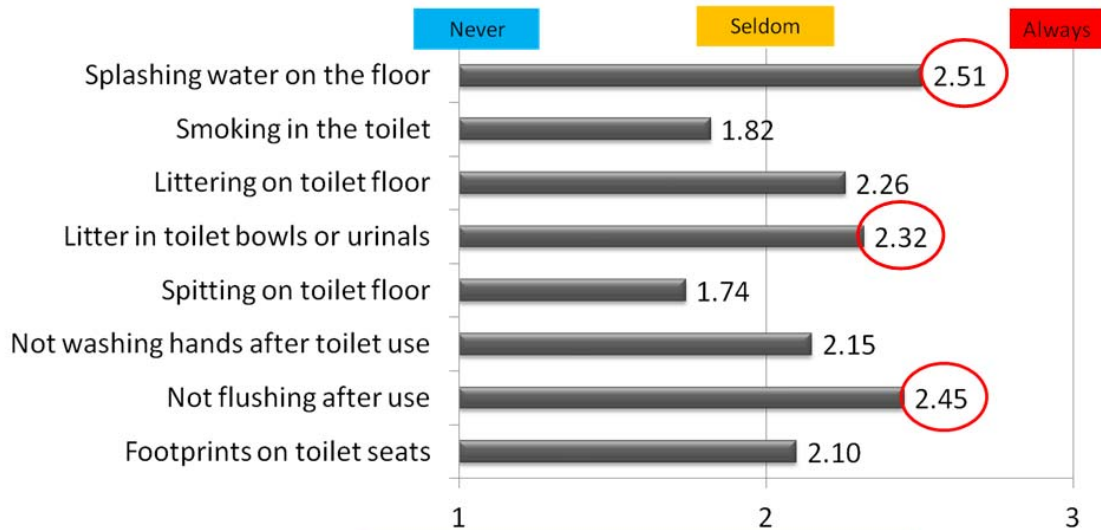 Never Seldom Always
Splashing water on the floor 2.51
Smoking in the toilet 1.82
Littering on toilet floor 2.26
Litter in toilet bowls or urinals 2.32
Spitting on toilet floor 1.74
Not washing hands after toilet use 2.15
Not flushing after use 2.45
Footprints on toilet seats 2.10
1 2 3